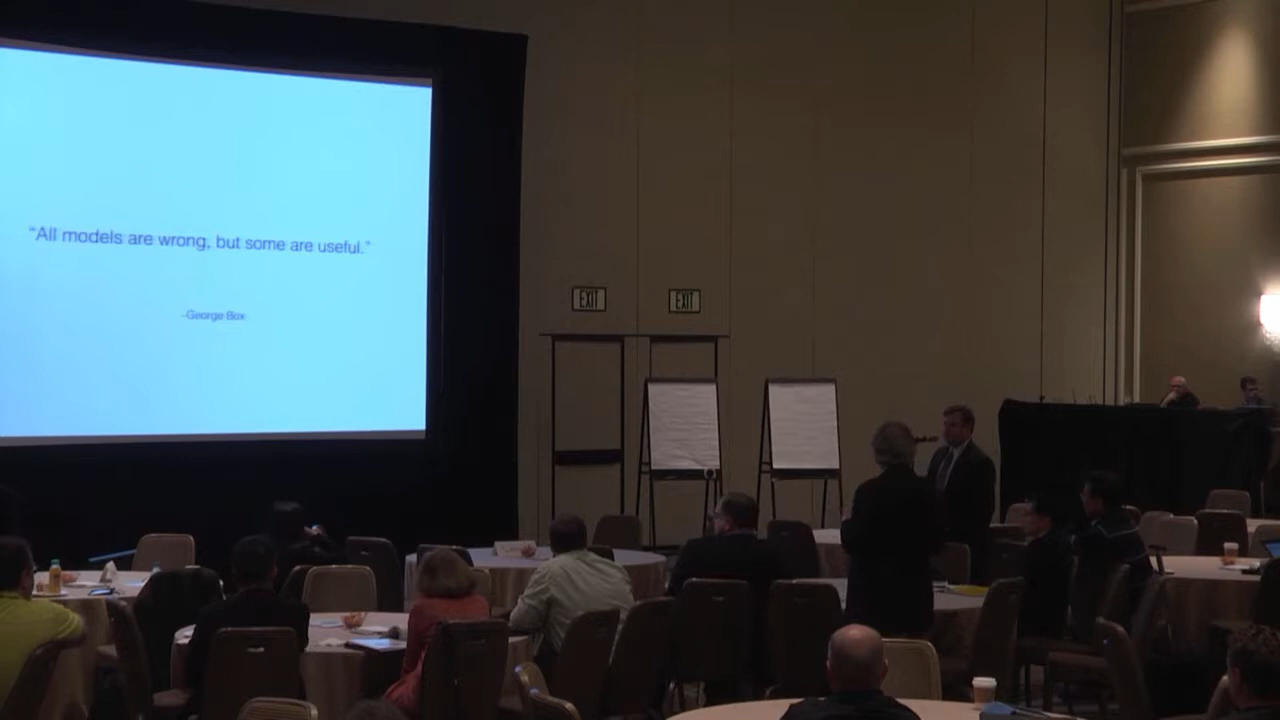 “All models are wrong, but some are useful.”
-George Box
EXIT
EXIT